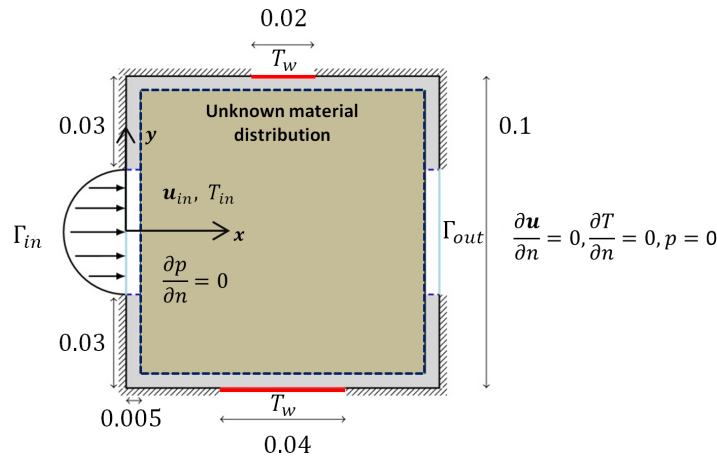 0.02
T_w
0.03
0.1
Unknown material
distribution
y
u_in, T_in
Γ_in
x
Γ_out
∂u/∂n = 0, ∂T/∂n = 0, p = 0
∂p/∂n = 0
0.03
0.005
T_w
0.04